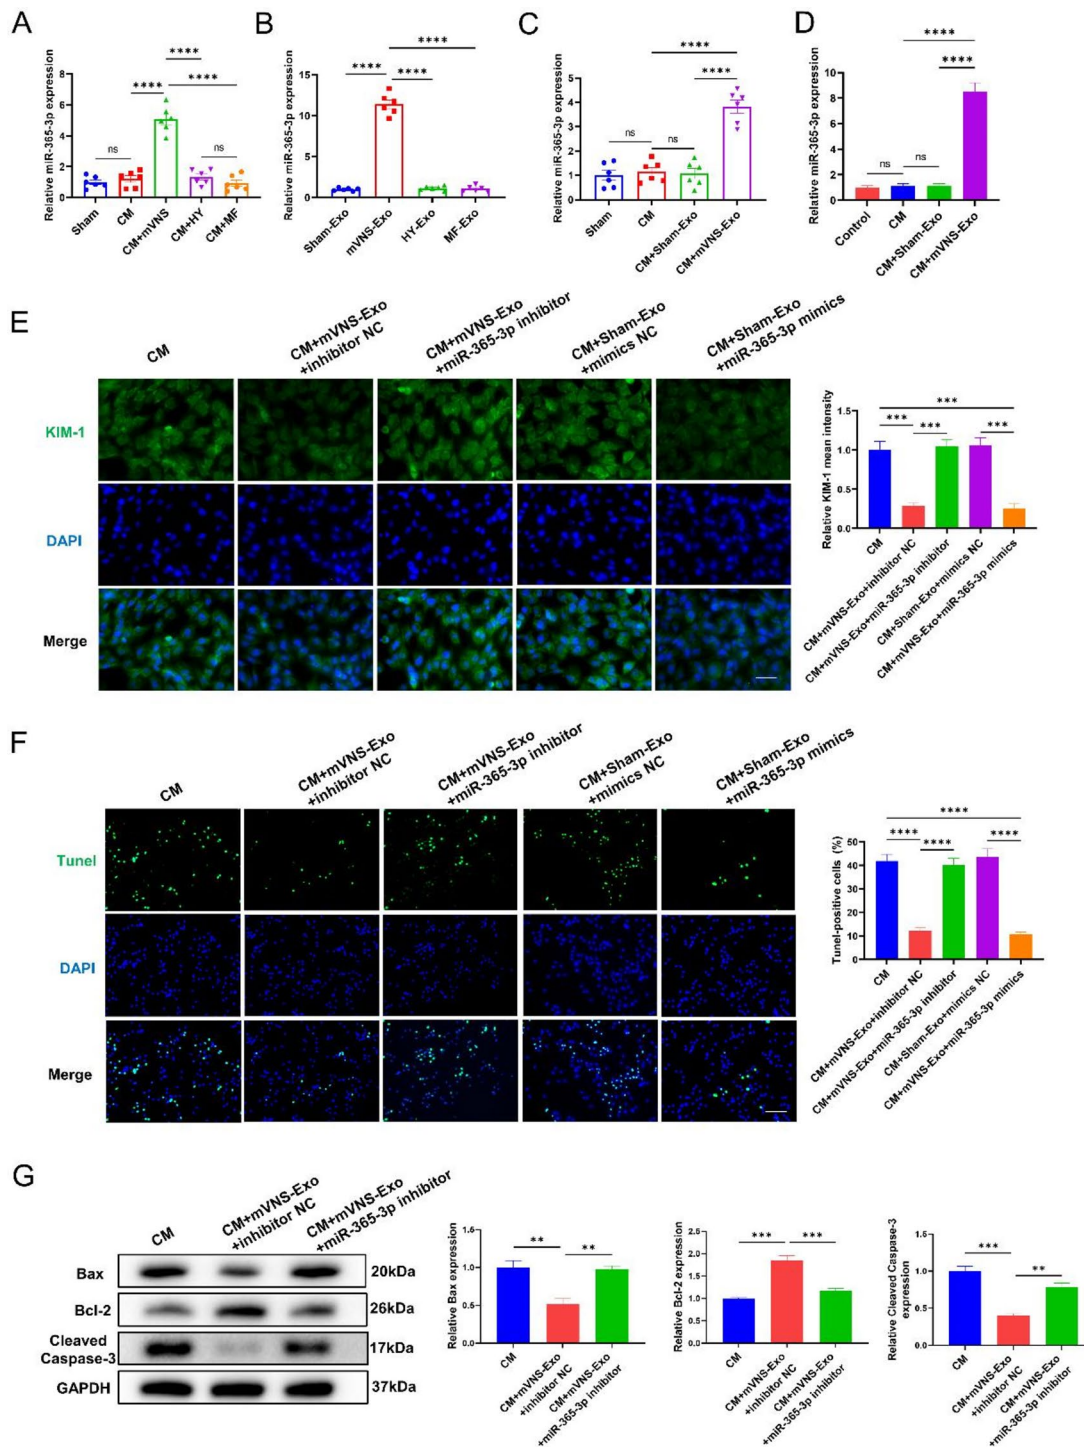 A
Relative miR-365-3p expression
8
6
4
2
0
****
****
****
ns
ns
Sham
CM
CM+mVNS
CM+HY
CM+MF
B
Relative miR-365-3p expression
15
10
5
0
****
****
****
Sham-Exo
mVNS-Exo
HY-Exo
MF-Exo
C
Relative miR-365-3p expression
5
4
3
2
1
0
****
****
ns
ns
Sham
CM
CM+Sham-Exo
CM+mVNS-Exo
D
Relative miR-365-3p expression
10
8
6
4
2
0
****
****
ns
ns
Control
CM
CM+Sham-Exo
CM+mVNS-Exo
E
CM
CM+mVNS-Exo
+inhibitor NC
CM+mVNS-Exo
+miR-365-3p inhibitor
CM+Sham-Exo
+mimics NC
CM+Sham-Exo
+miR-365-3p mimics
KIM-1
DAPI
Merge
Relative KIM-1 mean intensity
1.5
1.0
0.5
0.0
***
***
***
***
CM
CM+mVNS-Exo+inhibitor NC
CM+mVNS-Exo+miR-365-3p inhibitor
CM+Sham-Exo+mimics NC
CM+mVNS-Exo+miR-365-3p mimics
F
CM
CM+mVNS-Exo
+inhibitor NC
CM+mVNS-Exo
+miR-365-3p inhibitor
CM+Sham-Exo
+mimics NC
CM+Sham-Exo
+miR-365-3p mimics
Tunel
DAPI
Merge
Tunel-positive cells (%)
50
40
30
20
10
0
****
****
****
****
CM
CM+mVNS-Exo+inhibitor NC
CM+mVNS-Exo+miR-365-3p inhibitor
CM+Sham-Exo+mimics NC
CM+mVNS-Exo+miR-365-3p mimics
G
CM
CM+mVNS-Exo
+inhibitor NC
CM+mVNS-Exo
+miR-365-3p inhibitor
Bax
20kDa
Bcl-2
26kDa
Cleaved
Caspase-3
17kDa
GAPDH
37kDa
Relative Bax expression
1.5
1.0
0.5
0.0
**
**
CM
CM+mVNS-Exo
+inhibitor NC
CM+mVNS-Exo
+miR-365-3p inhibitor
Relative Bcl-2 expression
2.5
2.0
1.5
1.0
0.5
0.0
***
***
CM
CM+mVNS-Exo
+inhibitor NC
CM+mVNS-Exo
+miR-365-3p inhibitor
Relative Cleaved Caspase-3
expression
1.5
1.0
0.5
0.0
***
**
CM
CM+mVNS-Exo
+inhibitor NC
CM+mVNS-Exo
+miR-365-3p inhibitor